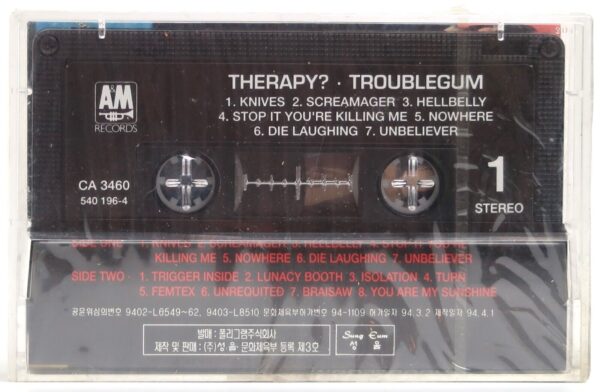 THERAPY? · TROUBLEGUM
1. KNIVES 2. SCREAMAGER 3. HELLBELLY
4. STOP IT YOU'RE KILLING ME 5. NOWHERE
6. DIE LAUGHING 7. UNBELIEVER
A&M
RECORDS
CA 3460
540 196-4
1
STEREO
SIDE ONE 1. KNIVES 2. SCREAMAGER 3. HELLBELLY 4. STOP IT YOU'RE
KILLING ME 5. NOWHERE 6. DIE LAUGHING 7. UNBELIEVER
SIDE TWO · 1. TRIGGER INSIDE 2. LUNACY BOOTH 3. ISOLATION 4. TURN
5. FEMTEX 6. UNREQUITED 7. BRAISAW 8. YOU ARE MY SUNSHINE
공윤위심의번호 9402-L6549~62, 9403-L8510 문화체육부허가번호 94-1109 허가일자 94.3.2 제작일자 94.4.1
발매 : 폴리그램주식회사
제작 및 판매 : (주)성음·문화체육부 등록 제3호
Sung Eum
성음